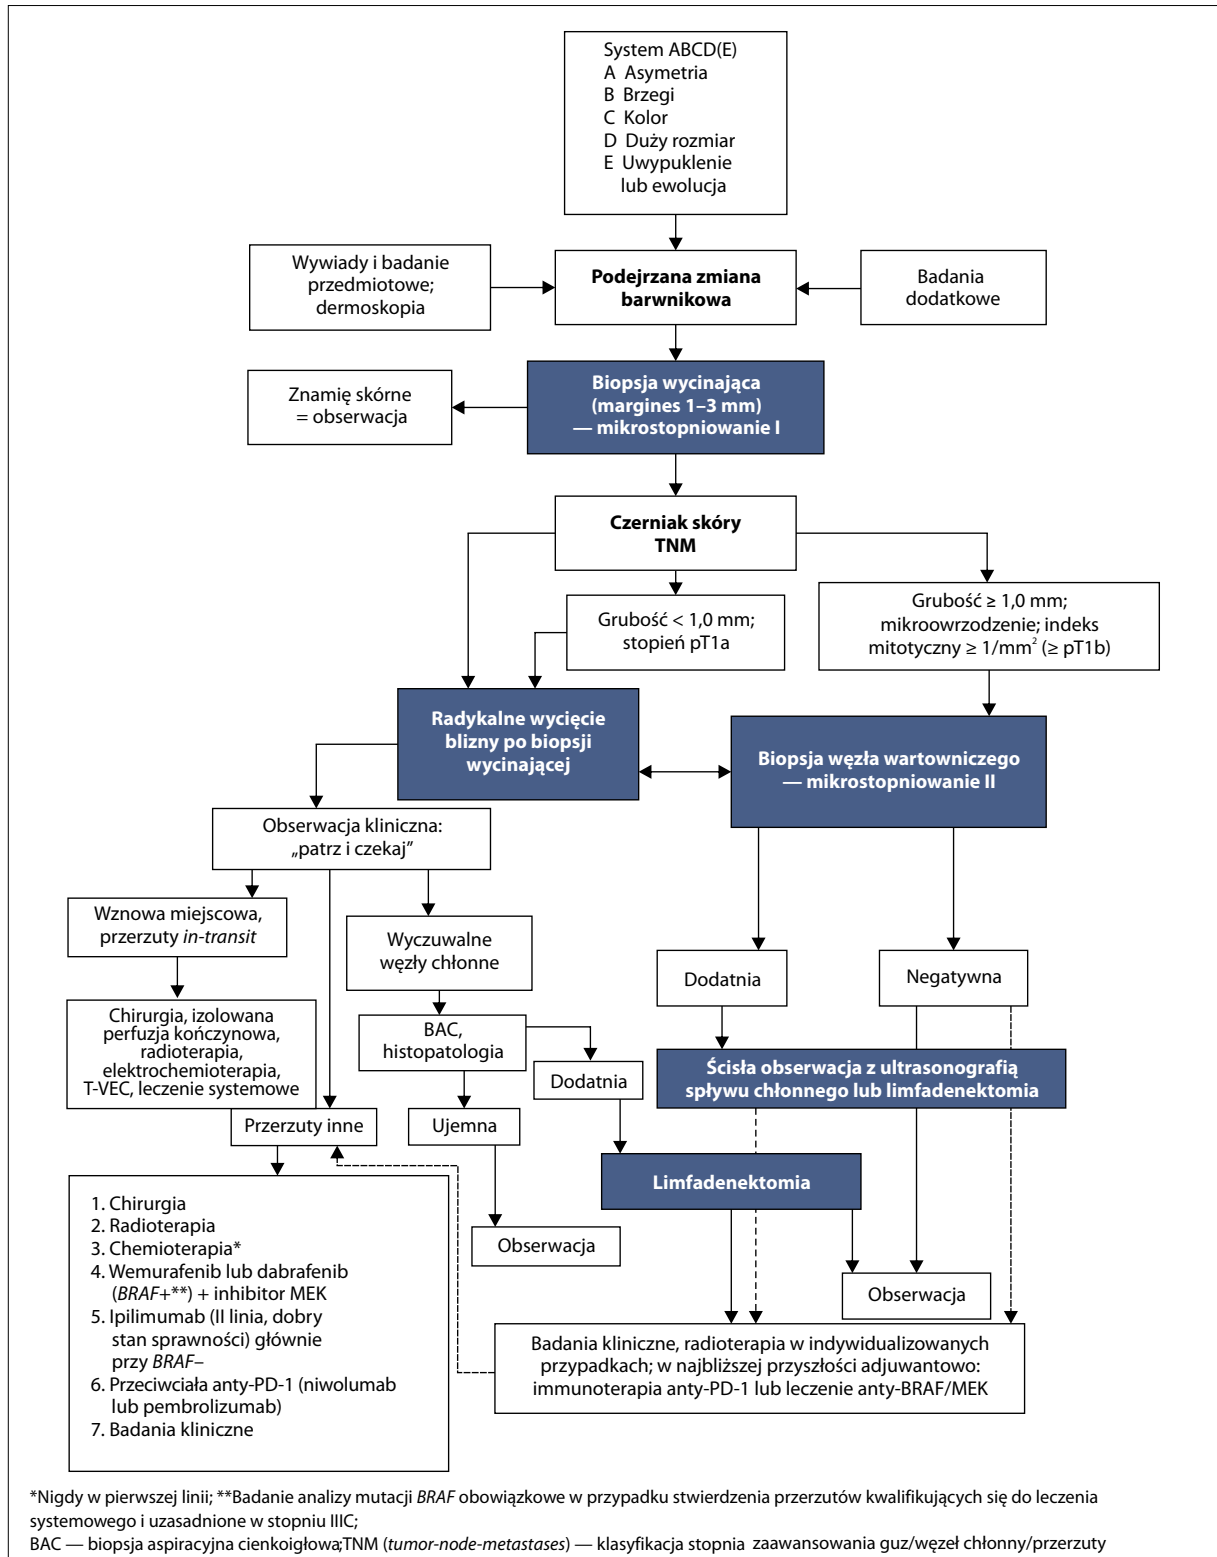 System ABCD(E)
A Asymetria
B Brzegi
C Kolor
D Duży rozmiar
E Uwypuklenie
lub ewolucja
Wywiady i badanie
przedmiotowe;
dermoskopia
Podejrzana zmiana
barwnikowa
Badania
dodatkowe
Znamię skórne
= obserwacja
Biopsja wycinająca
(margines 1–3 mm)
— mikrostopniowanie I
Czerniak skóry
TNM
Grubość < 1,0 mm;
stopień pT1a
Grubość ≥ 1,0 mm;
mikroowrzodzenie; indeks
mitotyczny ≥ 1/mm² (≥ pT1b)
Radykalne wycięcie
blizny po biopsji
wycinającej
Biopsja węzła wartowniczego
— mikrostopniowanie II
Obserwacja kliniczna:
„patrz i czekaj”
Wznowa miejscowa,
przerzuty in-transit
Wyczuwalne
węzły chłonne
Dodatnia
Negatywna
Chirurgia, izolowana
perfuzja kończynowa,
radioterapia,
elektrochemioterapia,
T-VEC, leczenie systemowe
BAC,
histopatologia
Dodatnia
Ścisła obserwacja z ultrasonografią
spływu chłonnego lub limfadenektomia
Przerzuty inne
Ujemna
Limfadenektomia
Obserwacja
Obserwacja
1. Chirurgia
2. Radioterapia
3. Chemioterapia*
4. Wemurafenib lub dabrafenib
(BRAF+**) + inhibitor MEK
5. Ipilimumab (II linia, dobry
stan sprawności) głównie
przy BRAF–
6. Przeciwciała anty-PD-1 (niwolumab
lub pembrolizumab)
7. Badania kliniczne
Badania kliniczne, radioterapia w indywidualizowanych
przypadkach; w najbliższej przyszłości adjuwantowo:
immunoterapia anty-PD-1 lub leczenie anty-BRAF/MEK
*Nigdy w pierwszej linii; **Badanie analizy mutacji BRAF obowiązkowe w przypadku stwierdzenia przerzutów kwalifikujących się do leczenia
systemowego i uzasadnione w stopniu IIIC;
BAC — biopsja aspiracyjna cienkoigłowa;TNM (tumor-node-metastases) — klasyfikacja stopnia zaawansowania guz/węzeł chłonny/przerzuty